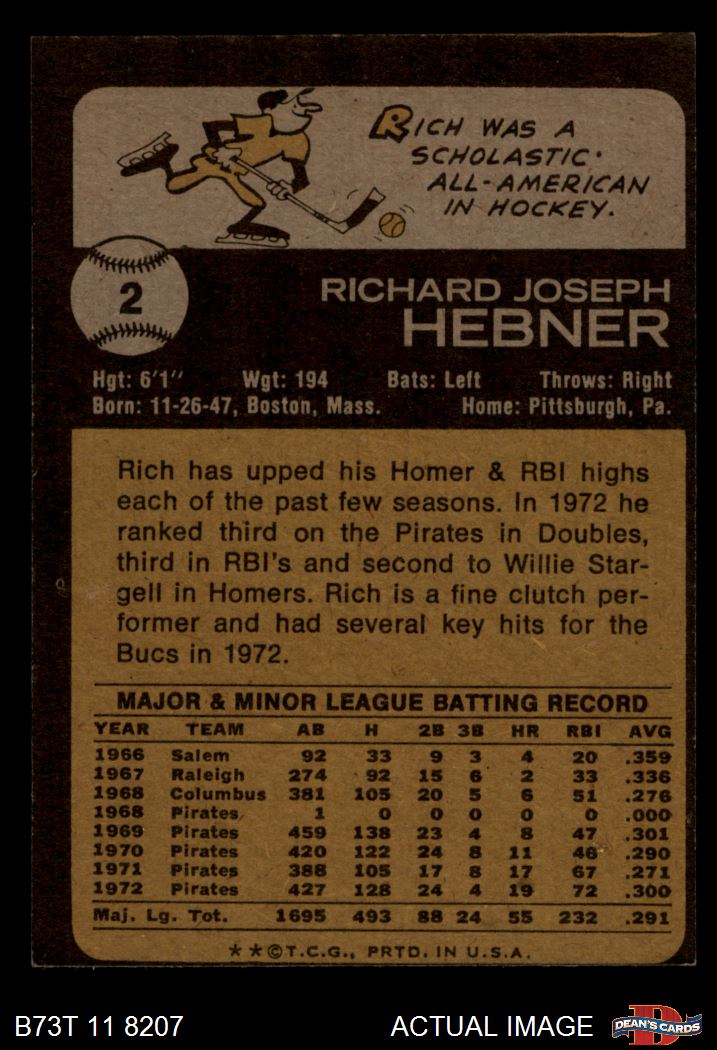 RICH WAS A
SCHOLASTIC
ALL-AMERICAN
IN HOCKEY.
2
RICHARD JOSEPH
HEBNER
Hgt: 6'1" Wgt: 194 Bats: Left Throws: Right
Born: 11-26-47, Boston, Mass. Home: Pittsburgh, Pa.
Rich has upped his Homer & RBI highs
each of the past few seasons. In 1972 he
ranked third on the Pirates in Doubles,
third in RBI's and second to Willie Star-
gell in Homers. Rich is a fine clutch per-
former and had several key hits for the
Bucs in 1972.
MAJOR & MINOR LEAGUE BATTING RECORD
YEAR TEAM AB H 2B 3B HR RBI AVG
1966 Salem 92 33 9 3 4 20 .359
1967 Raleigh 274 92 15 6 2 33 .336
1968 Columbus 381 105 20 5 6 51 .276
1968 Pirates 1 0 0 0 0 0 .000
1969 Pirates 459 138 23 4 8 47 .301
1970 Pirates 420 122 24 8 11 46 .290
1971 Pirates 388 105 17 8 17 67 .271
1972 Pirates 427 128 24 4 19 72 .300
Maj. Lg. Tot. 1695 493 88 24 55 232 .291
**©T.C.G., PRTD. IN U.S.A.
B73T 11 8207 ACTUAL IMAGE DEAN'S CARDS